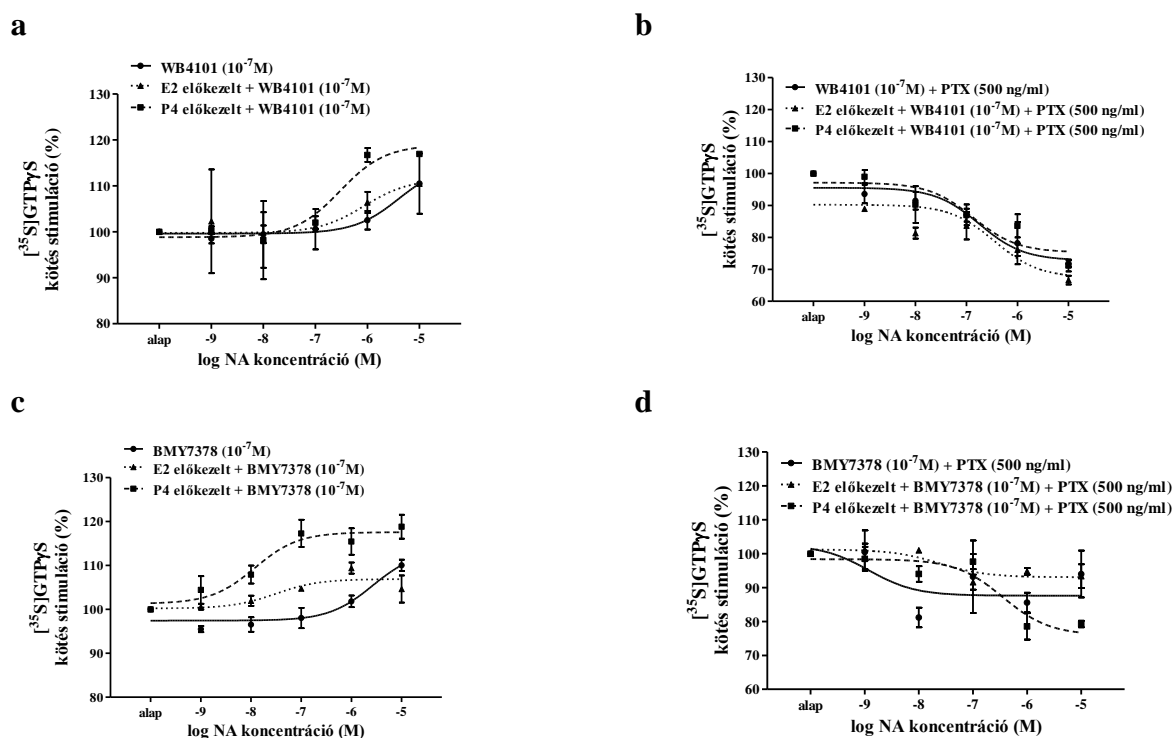 a
WB4101 (10⁻⁷M)
E2 előkezelt + WB4101 (10⁻⁷M)
P4 előkezelt + WB4101 (10⁻⁷M)
[³⁵S]GTPγS
kötés stimuláció (%)
130
120
110
100
90
80
alap -9 -8 -7 -6 -5
log NA koncentráció (M)
b
WB4101 (10⁻⁷M) + PTX (500 ng/ml)
E2 előkezelt + WB4101 (10⁻⁷M) + PTX (500 ng/ml)
P4 előkezelt + WB4101 (10⁻⁷M) + PTX (500 ng/ml)
[³⁵S]GTPγS
kötés stimuláció (%)
130
120
110
100
90
80
70
60
alap -9 -8 -7 -6 -5
log NA koncentráció (M)
c
BMY7378 (10⁻⁷M)
E2 előkezelt + BMY7378 (10⁻⁷M)
P4 előkezelt + BMY7378 (10⁻⁷M)
[³⁵S]GTPγS
kötés stimuláció (%)
130
120
110
100
90
80
alap -9 -8 -7 -6 -5
log NA koncentráció (M)
d
BMY7378 (10⁻⁷M) + PTX (500 ng/ml)
E2 előkezelt + BMY7378 (10⁻⁷M) + PTX (500 ng/ml)
P4 előkezelt + BMY7378 (10⁻⁷M) + PTX (500 ng/ml)
[³⁵S]GTPγS
kötés stimuláció (%)
130
120
110
100
90
80
70
60
alap -9 -8 -7 -6 -5
log NA koncentráció (M)